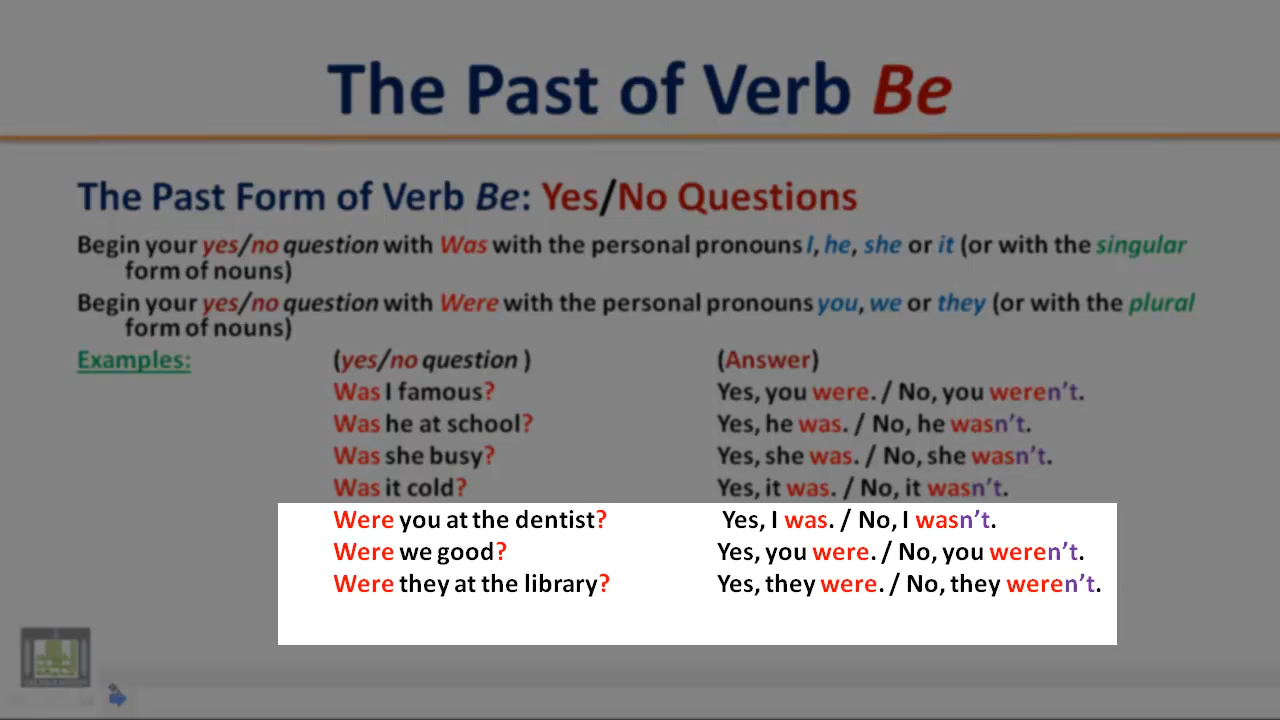 The Past of Verb Be
The Past Form of Verb Be: Yes/No Questions
Begin your yes/no question with Was with the personal pronouns I, he, she or it (or with the singular
form of nouns)
Begin your yes/no question with Were with the personal pronouns you, we or they (or with the plural
form of nouns)
Examples: (yes/no question ) (Answer)
Was I famous? Yes, you were. / No, you weren’t.
Was he at school? Yes, he was. / No, he wasn’t.
Was she busy? Yes, she was. / No, she wasn’t.
Was it cold? Yes, it was. / No, it wasn’t.
Were you at the dentist? Yes, I was. / No, I wasn’t.
Were we good? Yes, you were. / No, you weren’t.
Were they at the library? Yes, they were. / No, they weren’t.